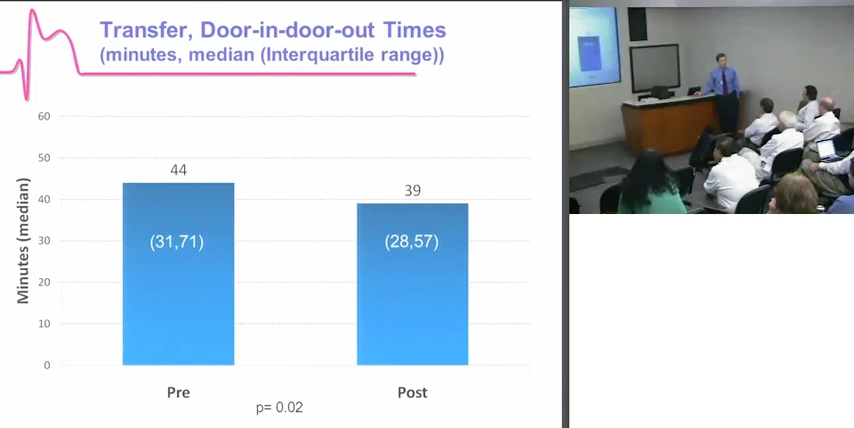 Transfer, Door-in-door-out Times
(minutes, median (Interquartile range))
60
50
40
30
20
10
0
Minutes (median)
44
(31,71)
39
(28,57)
Pre
Post
p= 0.02